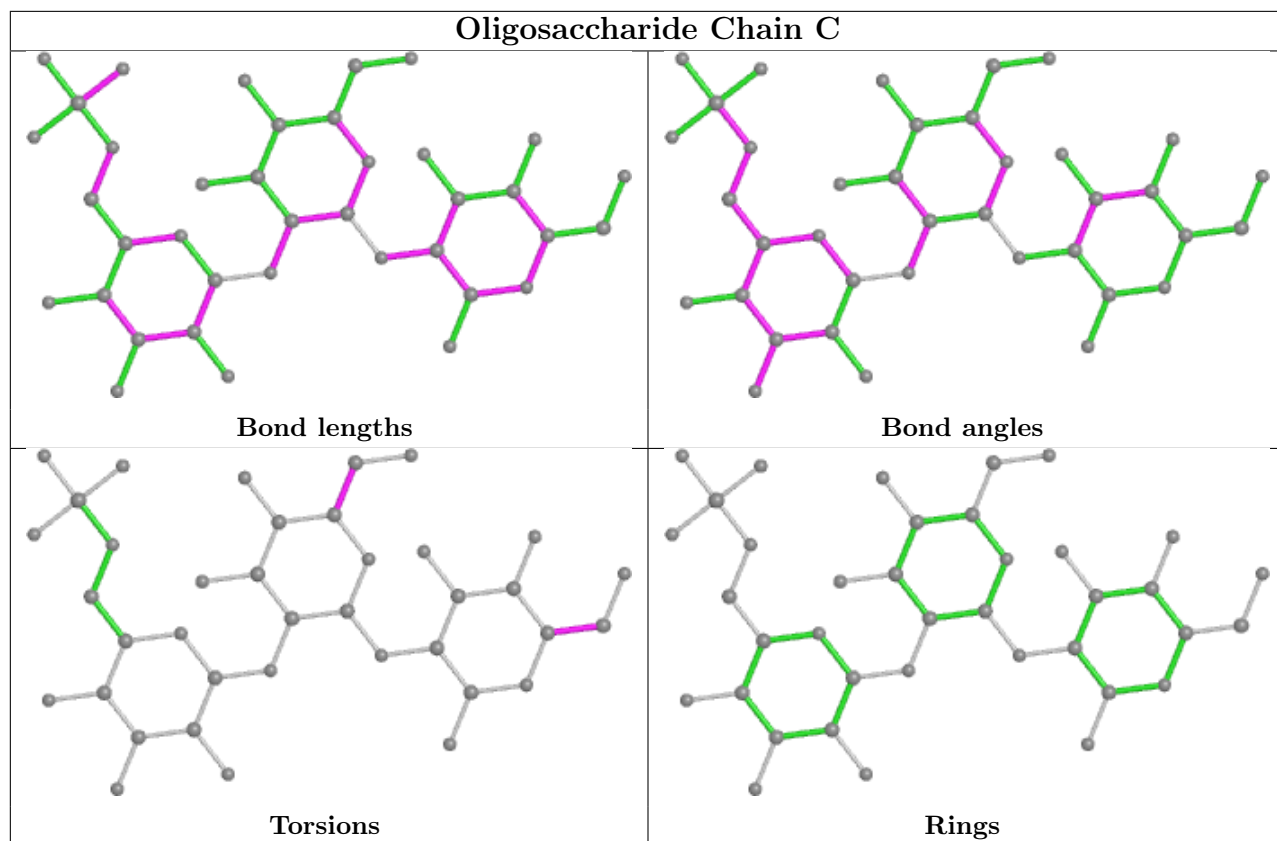 Oligosaccharide Chain C
Bond lengths
Bond angles
Torsions
Rings